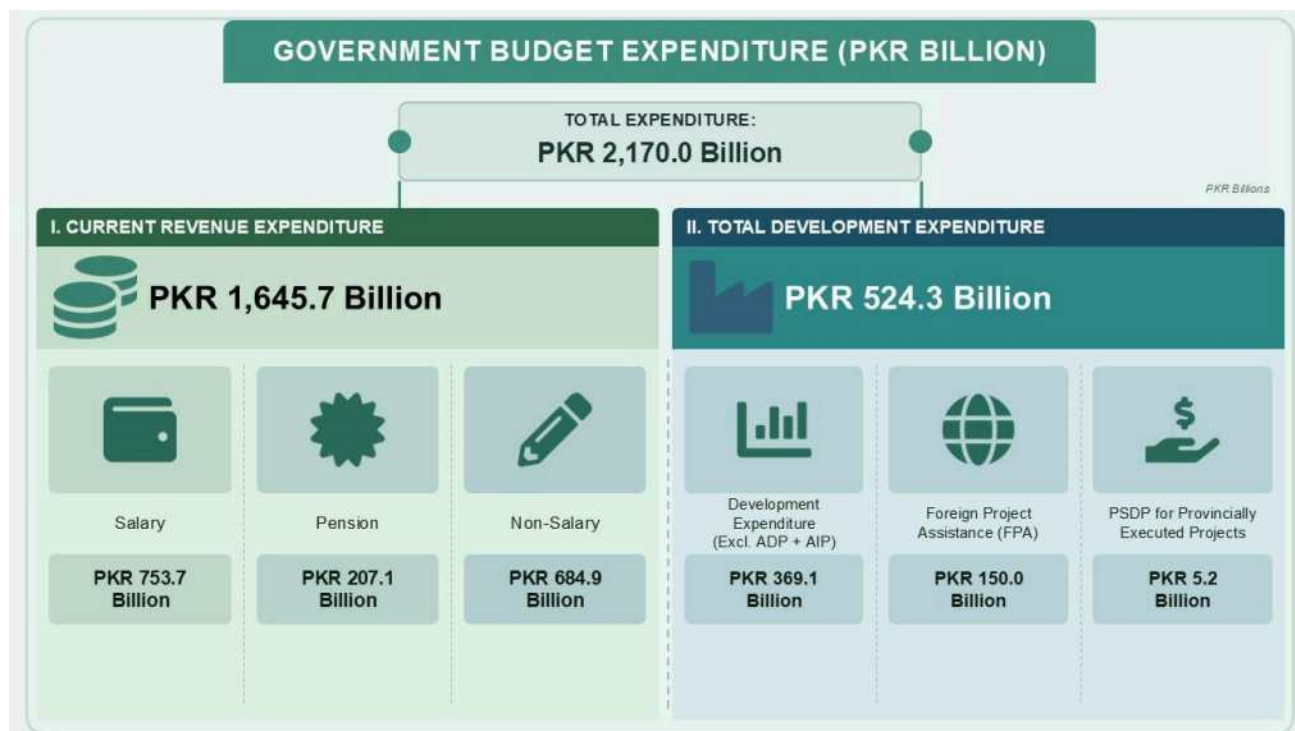 GOVERNMENT BUDGET EXPENDITURE (PKR BILLION)
TOTAL EXPENDITURE:
PKR 2,170.0 Billion
PKR Billions
I. CURRENT REVENUE EXPENDITURE
PKR 1,645.7 Billion
Salary
PKR 753.7
Billion
Pension
PKR 207.1
Billion
Non-Salary
PKR 684.9
Billion
II. TOTAL DEVELOPMENT EXPENDITURE
PKR 524.3 Billion
Development
Expenditure
(Excl. ADP + AIP)
PKR 369.1
Billion
Foreign Project
Assistance (FPA)
PKR 150.0
Billion
$
PSDP for Provincially
Executed Projects
PKR 5.2
Billion